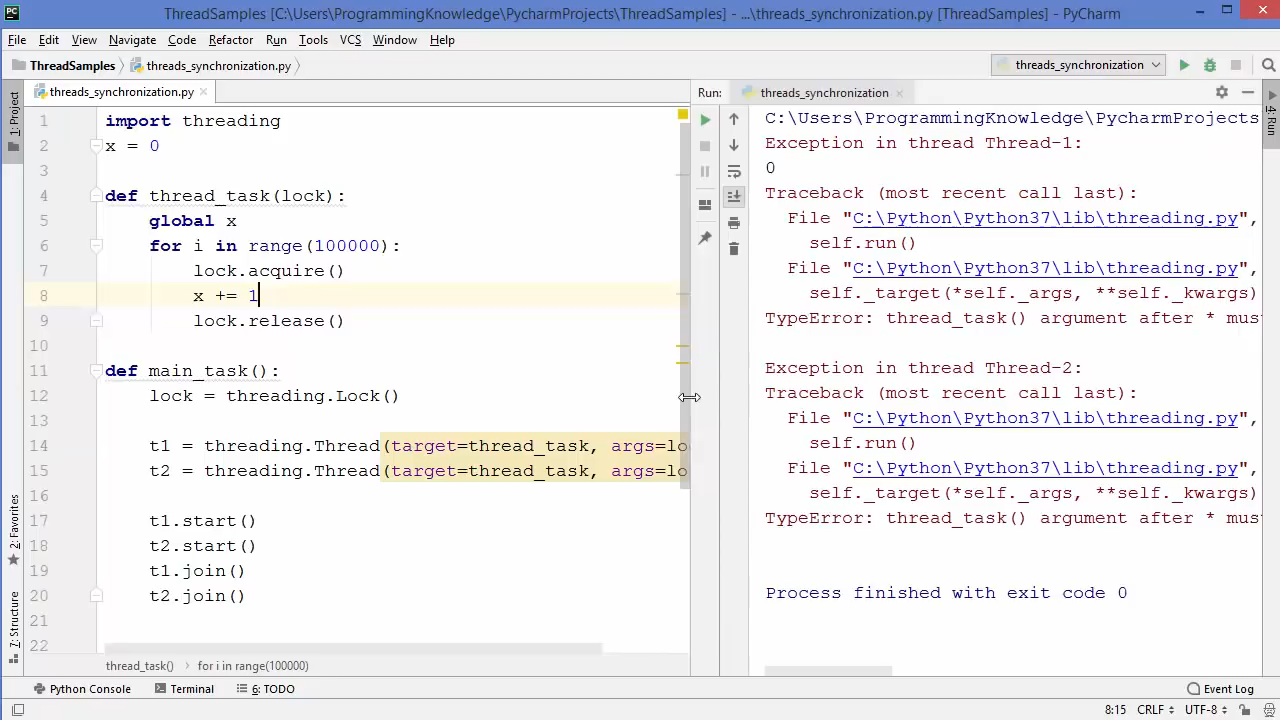 ThreadSamples [C:\Users\ProgrammingKnowledge\PycharmProjects\ThreadSamples] - ...\threads_synchronization.py [ThreadSamples] - PyCharm
File Edit View Navigate Code Refactor Run Tools VCS Window Help
ThreadSamples threads_synchronization.py threads_synchronization
threads_synchronization.py
1: Project
1 import threading
2 x = 0
3
4 def thread_task(lock):
5 global x
6 for i in range(100000):
7 lock.acquire()
8 x += 1
9 lock.release()
10
11 def main_task():
12 lock = threading.Lock()
13
14 t1 = threading.Thread(target=thread_task, args=lo
15 t2 = threading.Thread(target=thread_task, args=lo
16
17 t1.start()
18 t2.start()
19 t1.join()
20 t2.join()
21
22
thread_task() for i in range(100000)
2: Favorites
7: Structure
Run: threads_synchronization
4: Run
C:\Users\ProgrammingKnowledge\PycharmProjects
Exception in thread Thread-1:
0
Traceback (most recent call last):
File "C:\Python\Python37\lib\threading.py",
self.run()
File "C:\Python\Python37\lib\threading.py",
self._target(*self._args, **self._kwargs)
TypeError: thread_task() argument after * mus
Exception in thread Thread-2:
Traceback (most recent call last):
File "C:\Python\Python37\lib\threading.py",
self.run()
File "C:\Python\Python37\lib\threading.py",
self._target(*self._args, **self._kwargs)
TypeError: thread_task() argument after * mus
Process finished with exit code 0
Python Console Terminal 6: TODO Event Log
8:15 CRLF UTF-8